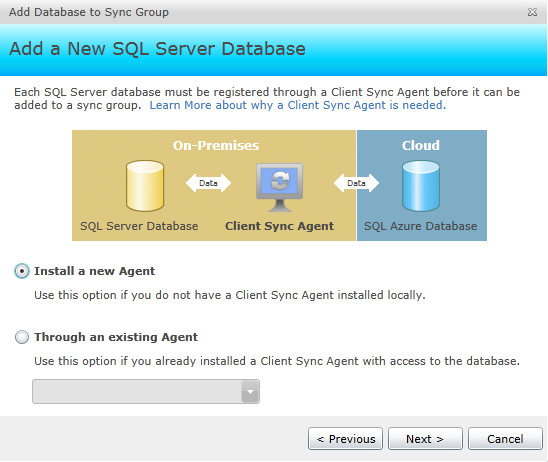 Add Database to Sync Group
Add a New SQL Server Database
Each SQL Server database must be registered through a Client Sync Agent before it can be
added to a sync group. Learn More about why a Client Sync Agent is needed.
On-Premises
Cloud
Data
Data
SQL Server Database
Client Sync Agent
SQL Azure Database
Install a new Agent
Use this option if you do not have a Client Sync Agent installed locally.
Through an existing Agent
Use this option if you already installed a Client Sync Agent with access to the database.
< Previous
Next >
Cancel